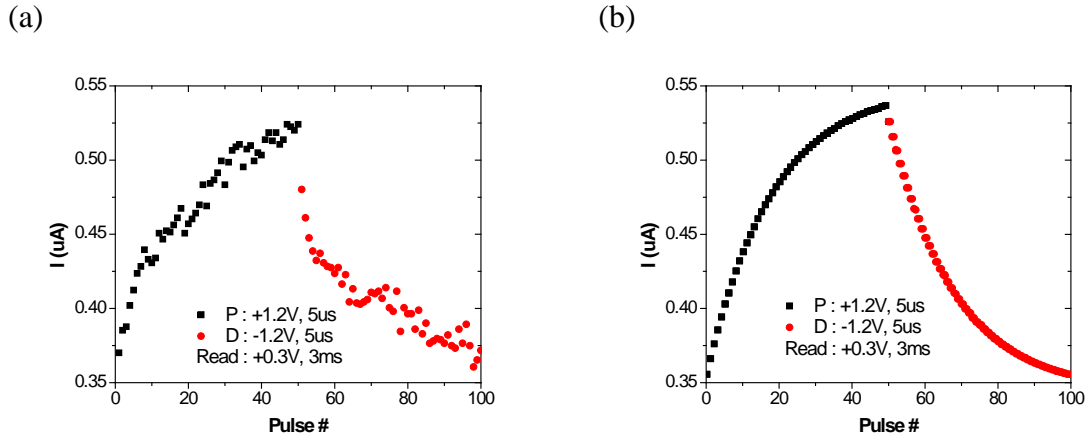 (a)
(b)
0.55
0.50
0.45
0.40
0.35
I (uA)
P : +1.2V, 5us
D : -1.2V, 5us
Read : +0.3V, 3ms
0 20 40 60 80 100
Pulse #
0.55
0.50
0.45
0.40
0.35
I (uA)
P : +1.2V, 5us
D : -1.2V, 5us
Read : +0.3V, 3ms
0 20 40 60 80 100
Pulse #